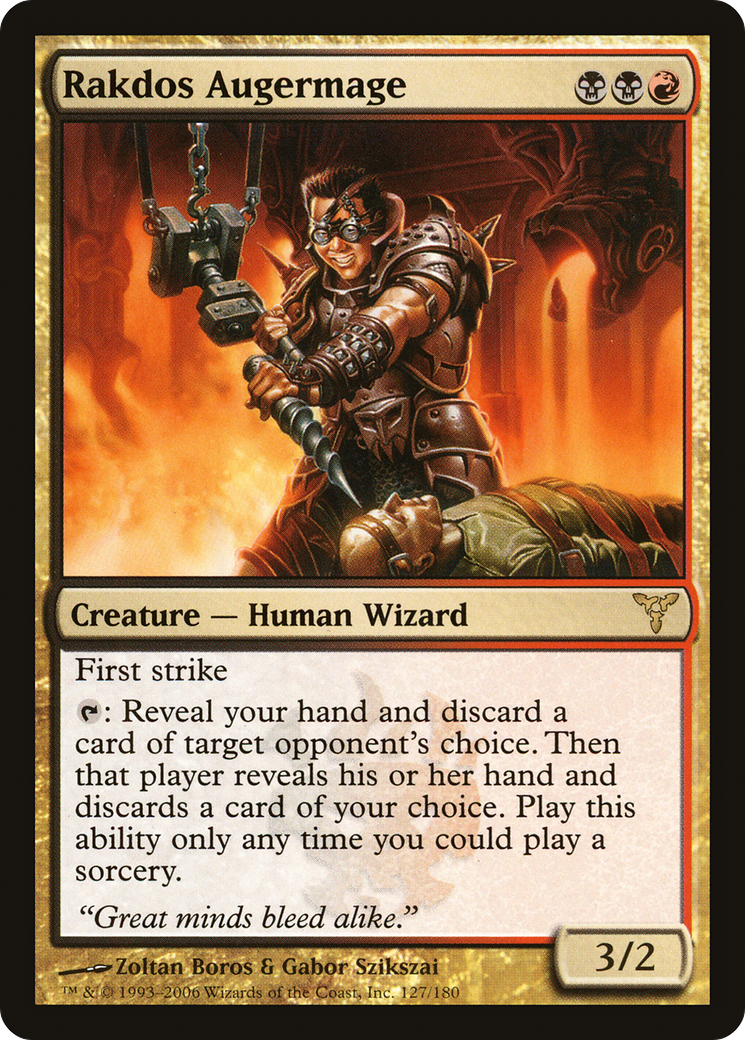 Rakdos Augermage
Creature — Human Wizard
First strike
: Reveal your hand and discard a
card of target opponent's choice. Then
that player reveals his or her hand and
discards a card of your choice. Play this
ability only any time you could play a
sorcery.
“Great minds bleed alike.”
3/2
Zoltan Boros & Gabor Szikszai
™ & © 1993–2006 Wizards of the Coast, Inc. 127/180